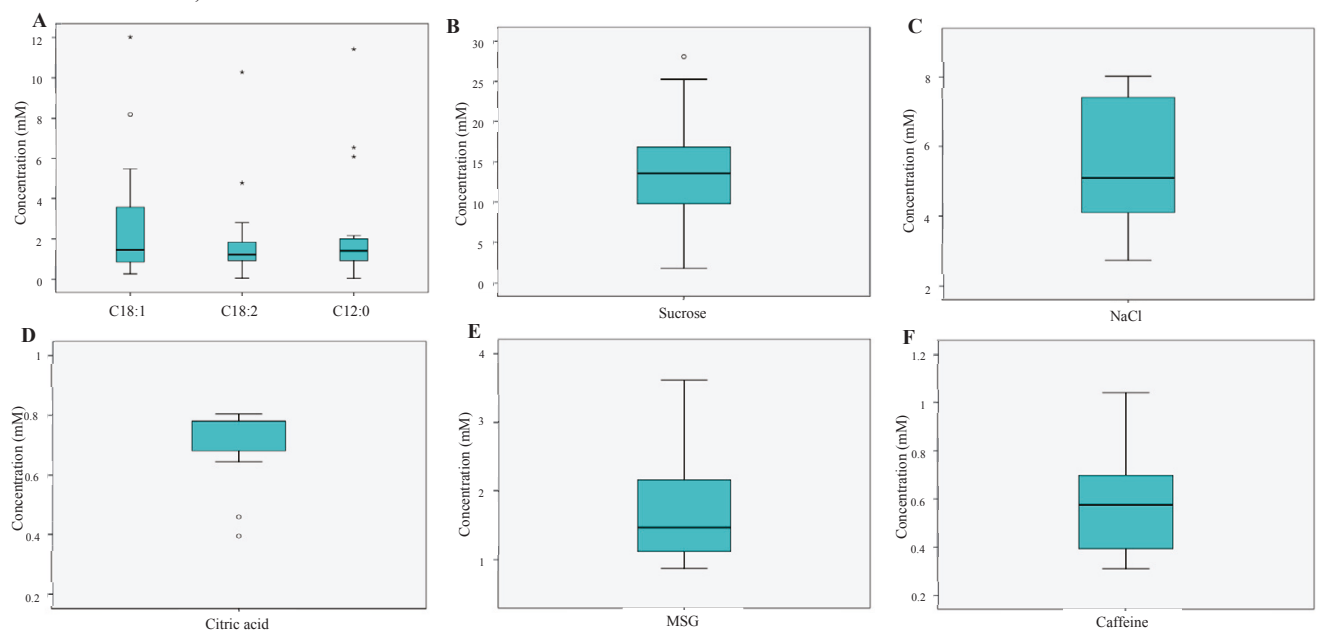 A
Concentration (mM)
12
10
8
6
4
2
0
C18:1 C18:2 C12:0
B
Concentration (mM)
30
25
20
15
10
5
0
Sucrose
C
Concentration (mM)
8
6
4
2
NaCl
D
Concentration (mM)
1
0.8
0.6
0.4
0.2
Citric acid
E
Concentration (mM)
4
3
2
1
MSG
F
Concentration (mM)
1.2
1
0.8
0.6
0.4
0.2
Caffeine